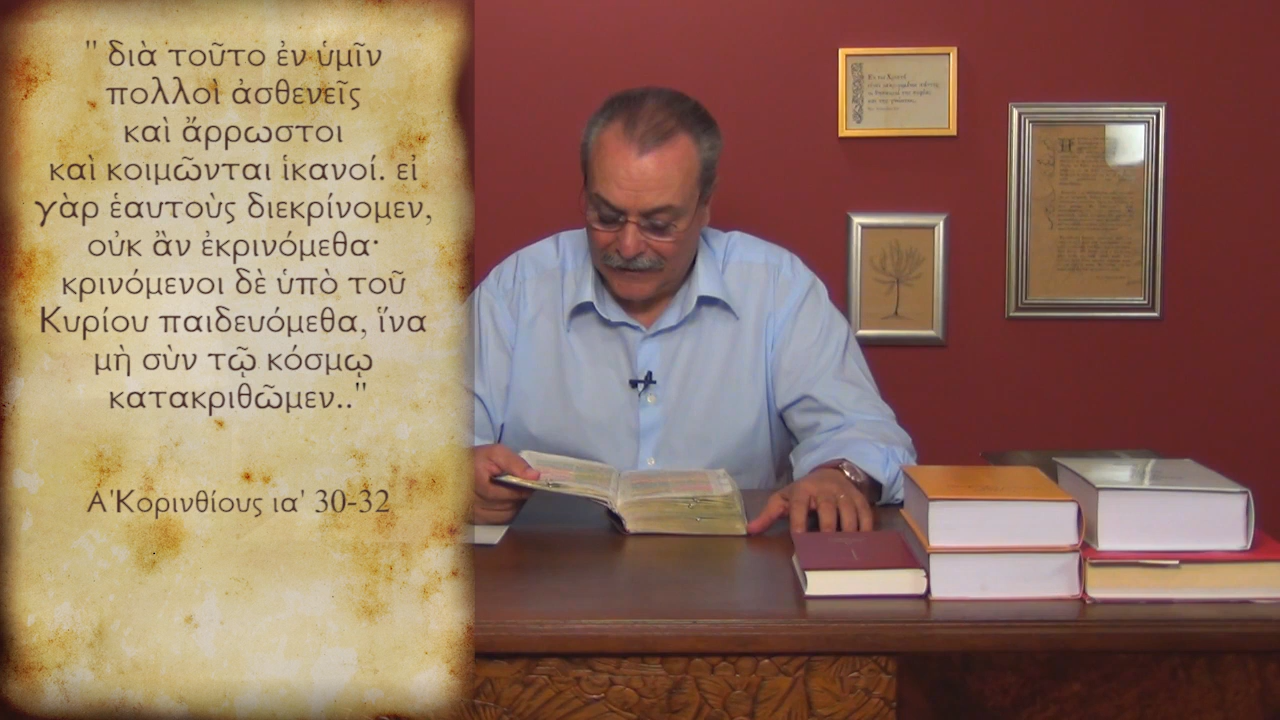 " διὰ τοῦτο ἐν ὑμῖν
πολλοὶ ἀσθενεῖς
καὶ ἄρρωστοι
καὶ κοιμῶνται ἱκανοί. εἰ
γὰρ ἑαυτοὺς διεκρίνομεν,
οὐκ ἂν ἐκρινόμεθα·
κρινόμενοι δὲ ὑπὸ τοῦ
Κυρίου παιδευόμεθα, ἵνα
μὴ σὺν τῷ κόσμῳ
κατακριθῶμεν.."
Α'Κορινθίους ια' 30-32